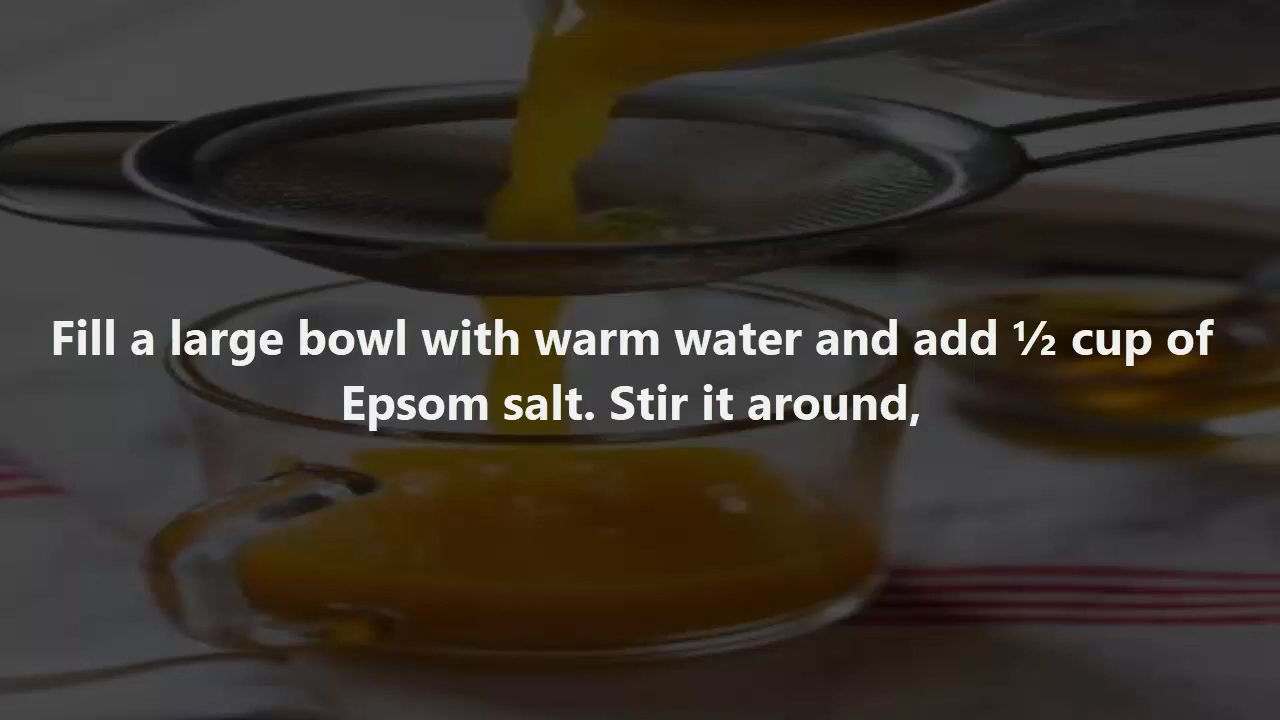 Fill a large bowl with warm water and add ½ cup of
Epsom salt. Stir it around,